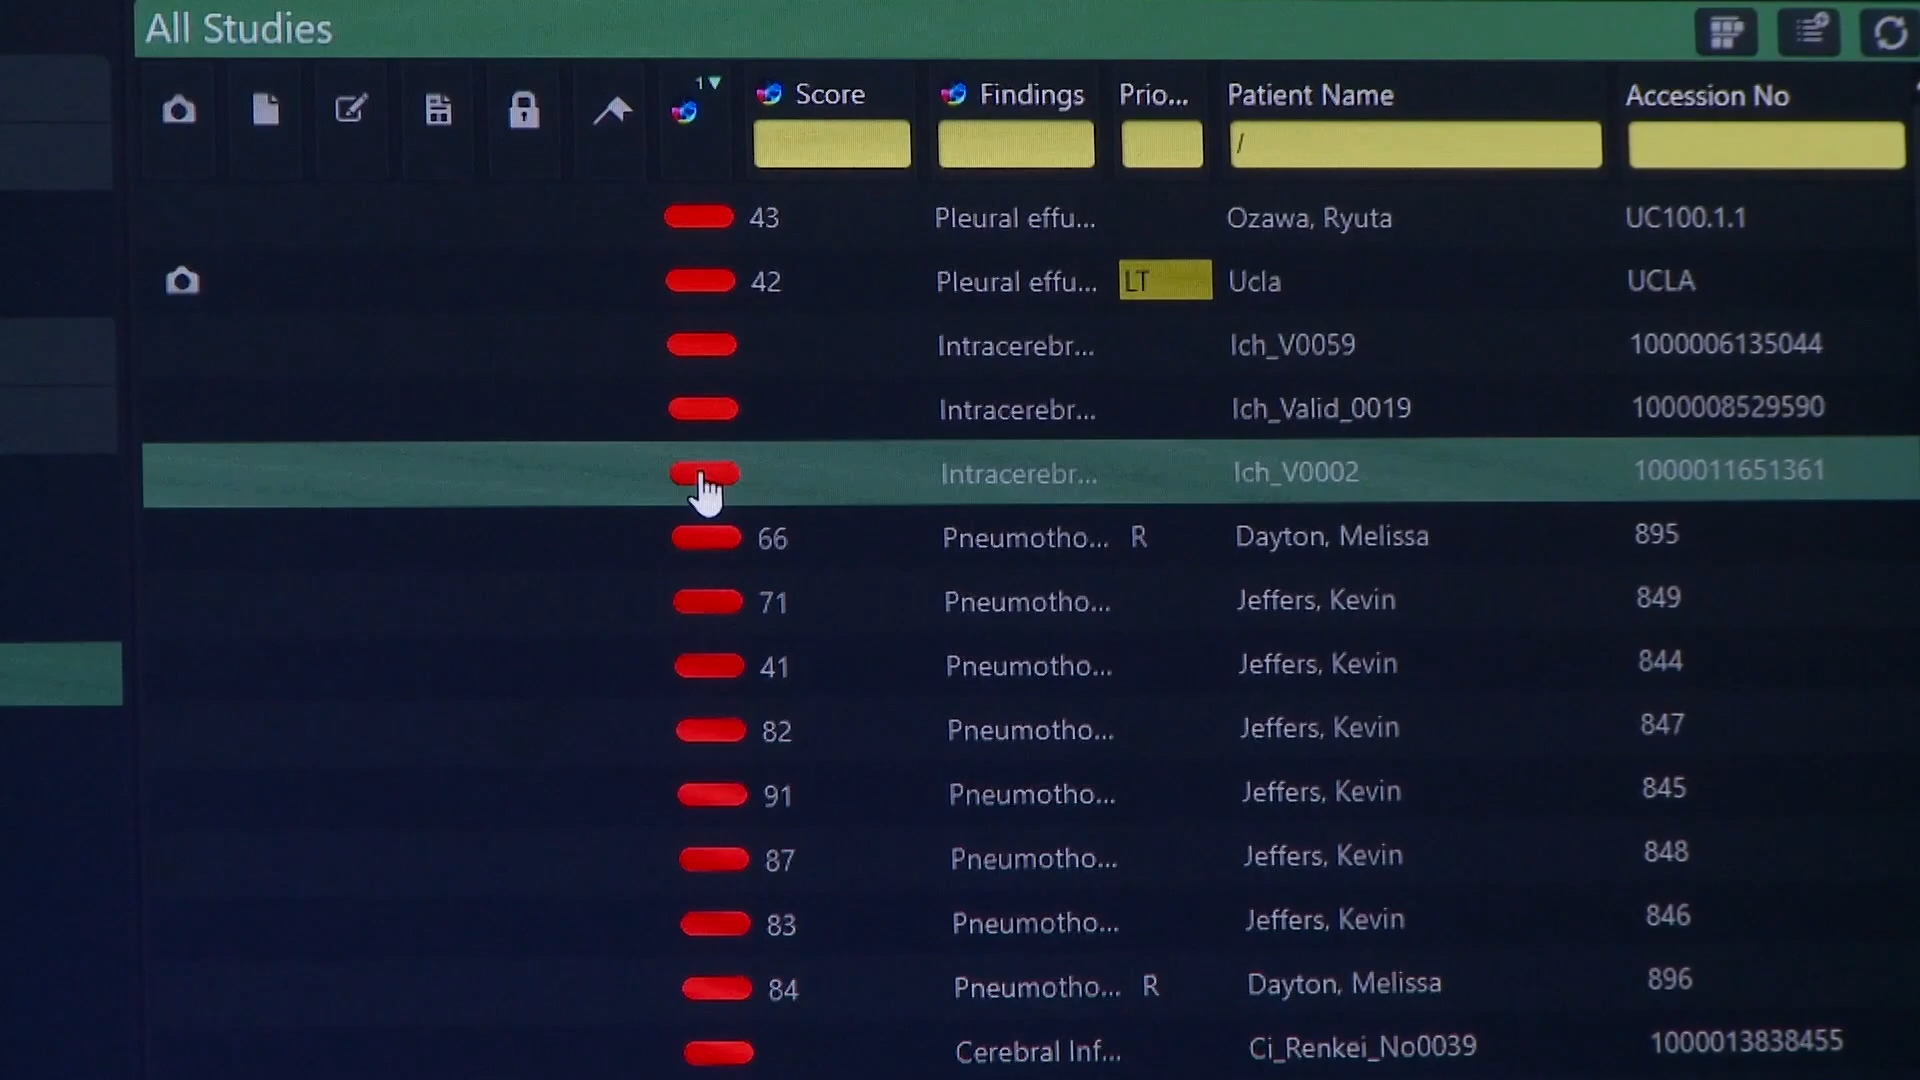 All Studies
1▼ Score Findings Prio... Patient Name Accession No
/
43 Pleural effu... Ozawa, Ryuta UC100.1.1
42 Pleural effu... LT Ucla UCLA
Intracerebr... Ich_V0059 1000006135044
Intracerebr... Ich_Valid_0019 1000008529590
Intracerebr... Ich_V0002 1000011651361
66 Pneumotho... R Dayton, Melissa 895
71 Pneumotho... Jeffers, Kevin 849
41 Pneumotho... Jeffers, Kevin 844
82 Pneumotho... Jeffers, Kevin 847
91 Pneumotho... Jeffers, Kevin 845
87 Pneumotho... Jeffers, Kevin 848
83 Pneumotho... Jeffers, Kevin 846
84 Pneumotho... R Dayton, Melissa 896
Cerebral Inf... Ci_Renkei_No0039 1000013838455